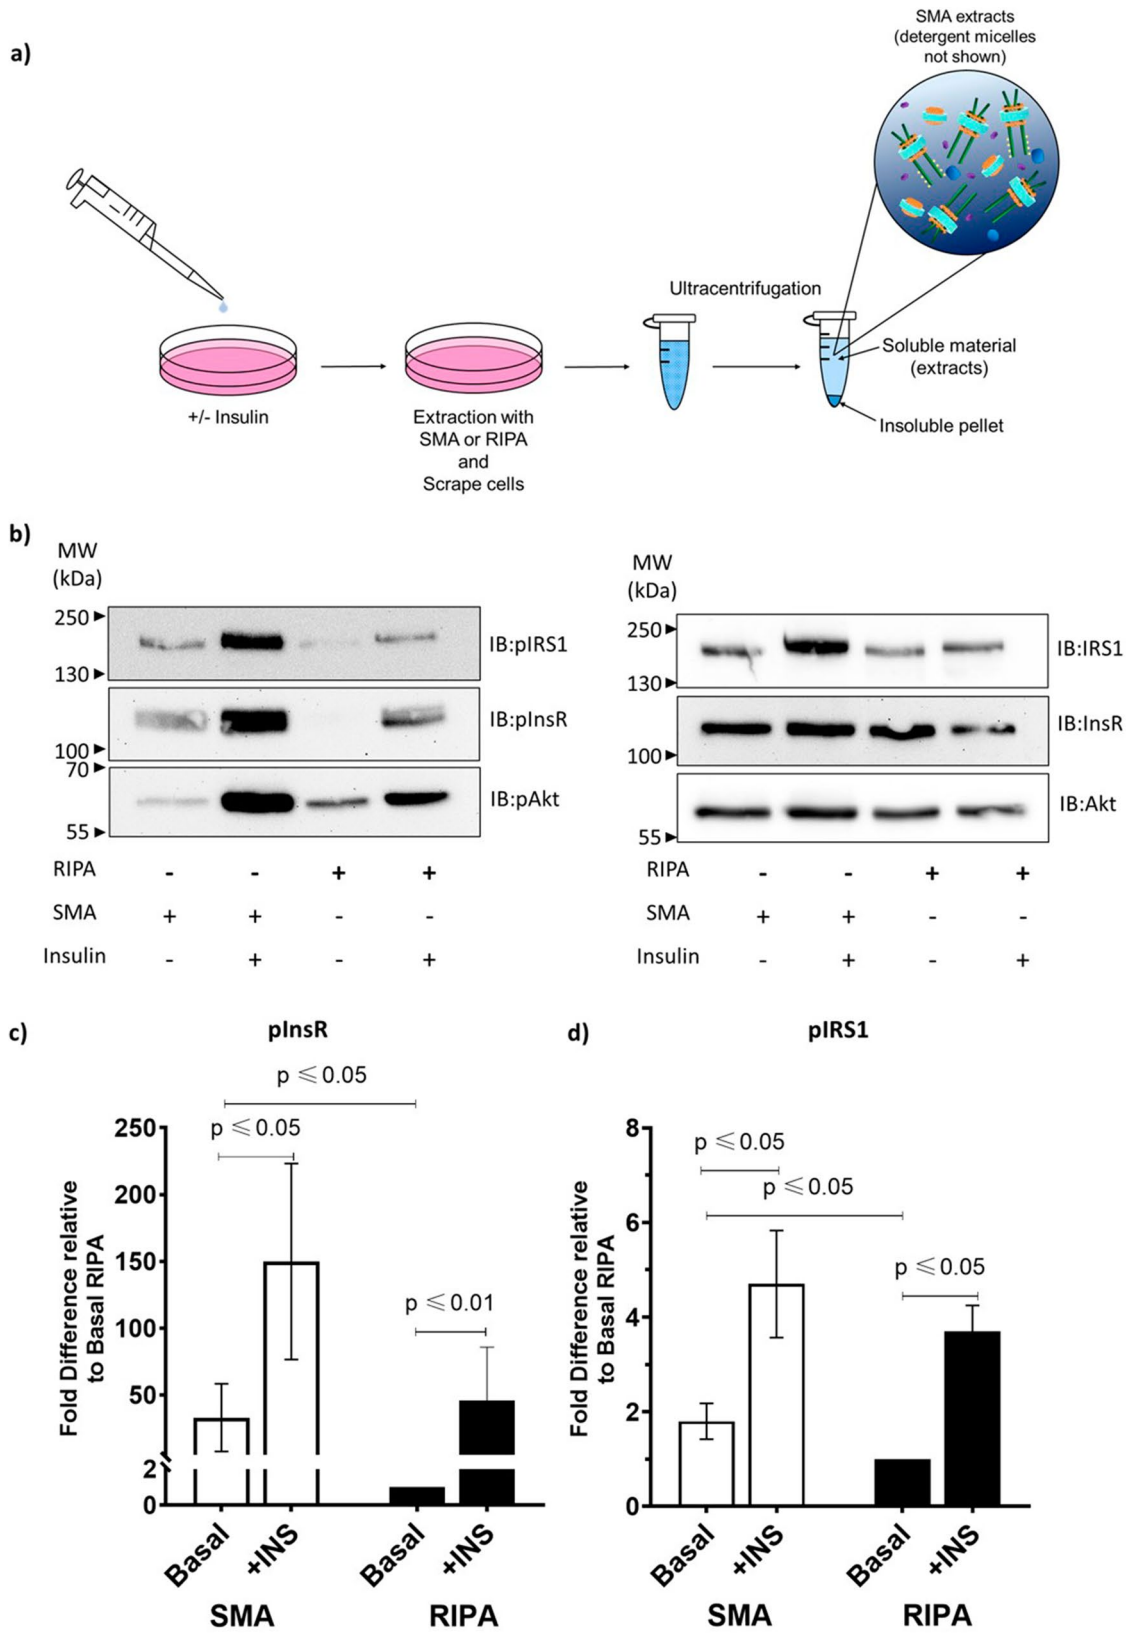 a)
SMA extracts
(detergent micelles
not shown)
Ultracentrifugation
+/- Insulin
Extraction with
SMA or RIPA
and
Scrape cells
Soluble material
(extracts)
Insoluble pellet
b)
MW
(kDa)
250
130
IB:pIRS1
100
IB:pInsR
70
55
IB:pAkt
RIPA - - + +
SMA + + - -
Insulin - + - +
MW
(kDa)
250
130
IB:IRS1
100
IB:InsR
55
IB:Akt
RIPA - - + +
SMA + + - -
Insulin - + - +
c)
pInsR
p ≤ 0.05
p ≤ 0.05
p ≤ 0.01
Fold Difference relative
to Basal RIPA
250
200
150
100
50
2
0
Basal +INS Basal +INS
SMA RIPA
d)
pIRS1
p ≤ 0.05
p ≤ 0.05
p ≤ 0.05
Fold Difference relative
to Basal RIPA
8
6
4
2
0
Basal +INS Basal +INS
SMA RIPA